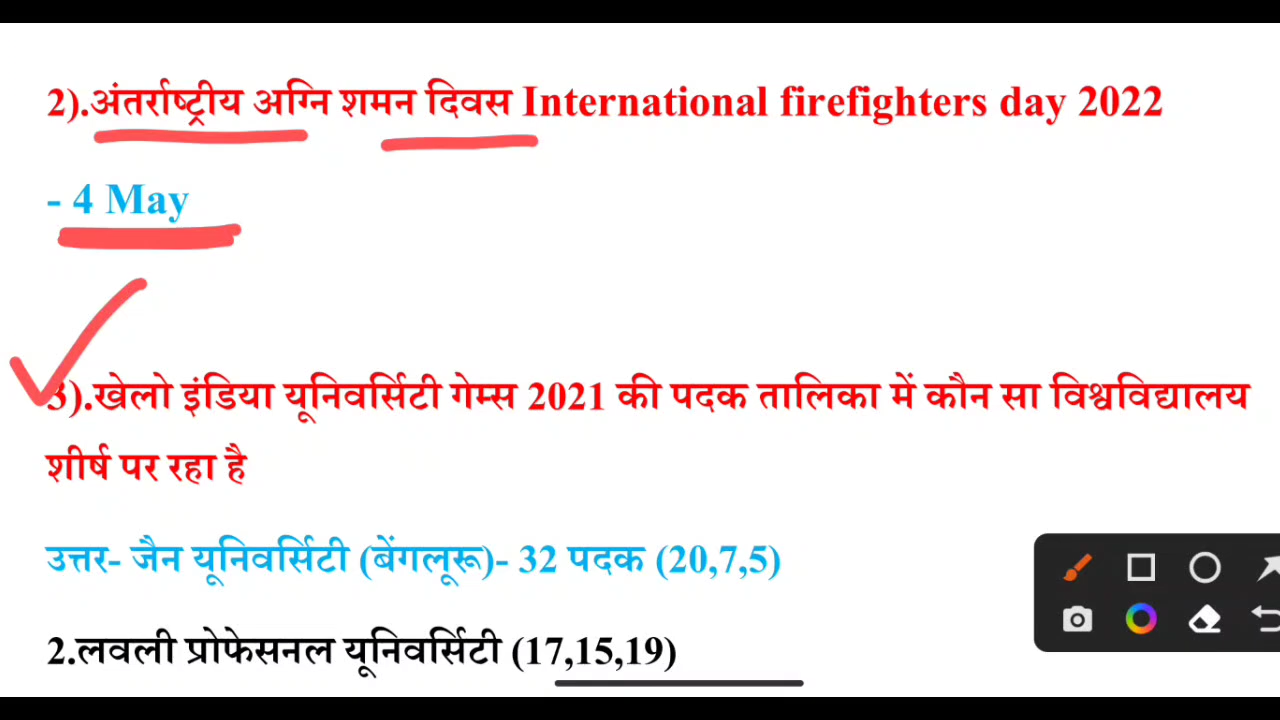 2).अंतर्राष्ट्रीय अग्नि शमन दिवस International firefighters day 2022
- 4 May
3).खेलो इंडिया यूनिवर्सिटी गेम्स 2021 की पदक तालिका में कौन सा विश्वविद्यालय
शीर्ष पर रहा है
उत्तर- जैन यूनिवर्सिटी (बेंगलूरू)- 32 पदक (20,7,5)
2.लवली प्रोफेसनल यूनिवर्सिटी (17,15,19)